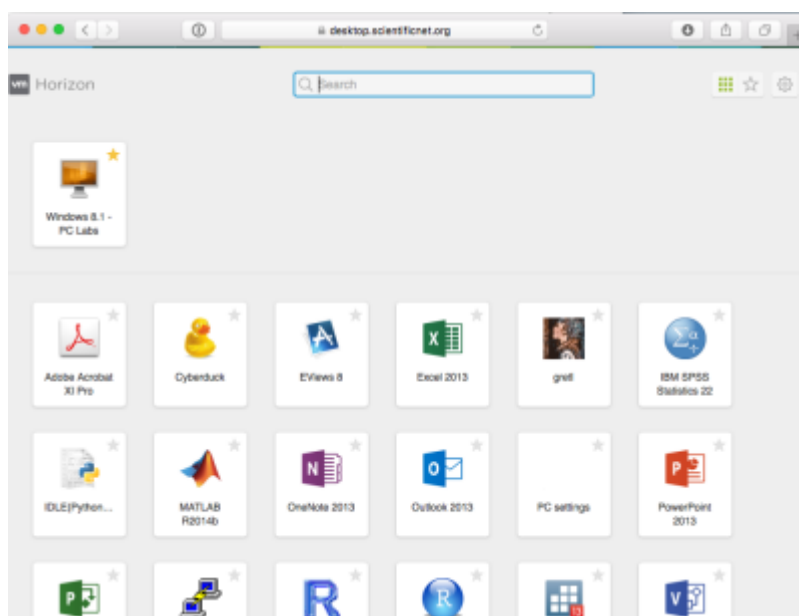 desktop.scientificnet.org
vm Horizon
Search
Windows 8.1 -
PC Labs
Adobe Acrobat
XI Pro
Cyberduck
EViews 8
Excel 2013
gretl
IBM SPSS
Statistics 22
IDLE(Python...
MATLAB
R2014b
OneNote 2013
Outlook 2013
PC settings
PowerPoint
2013